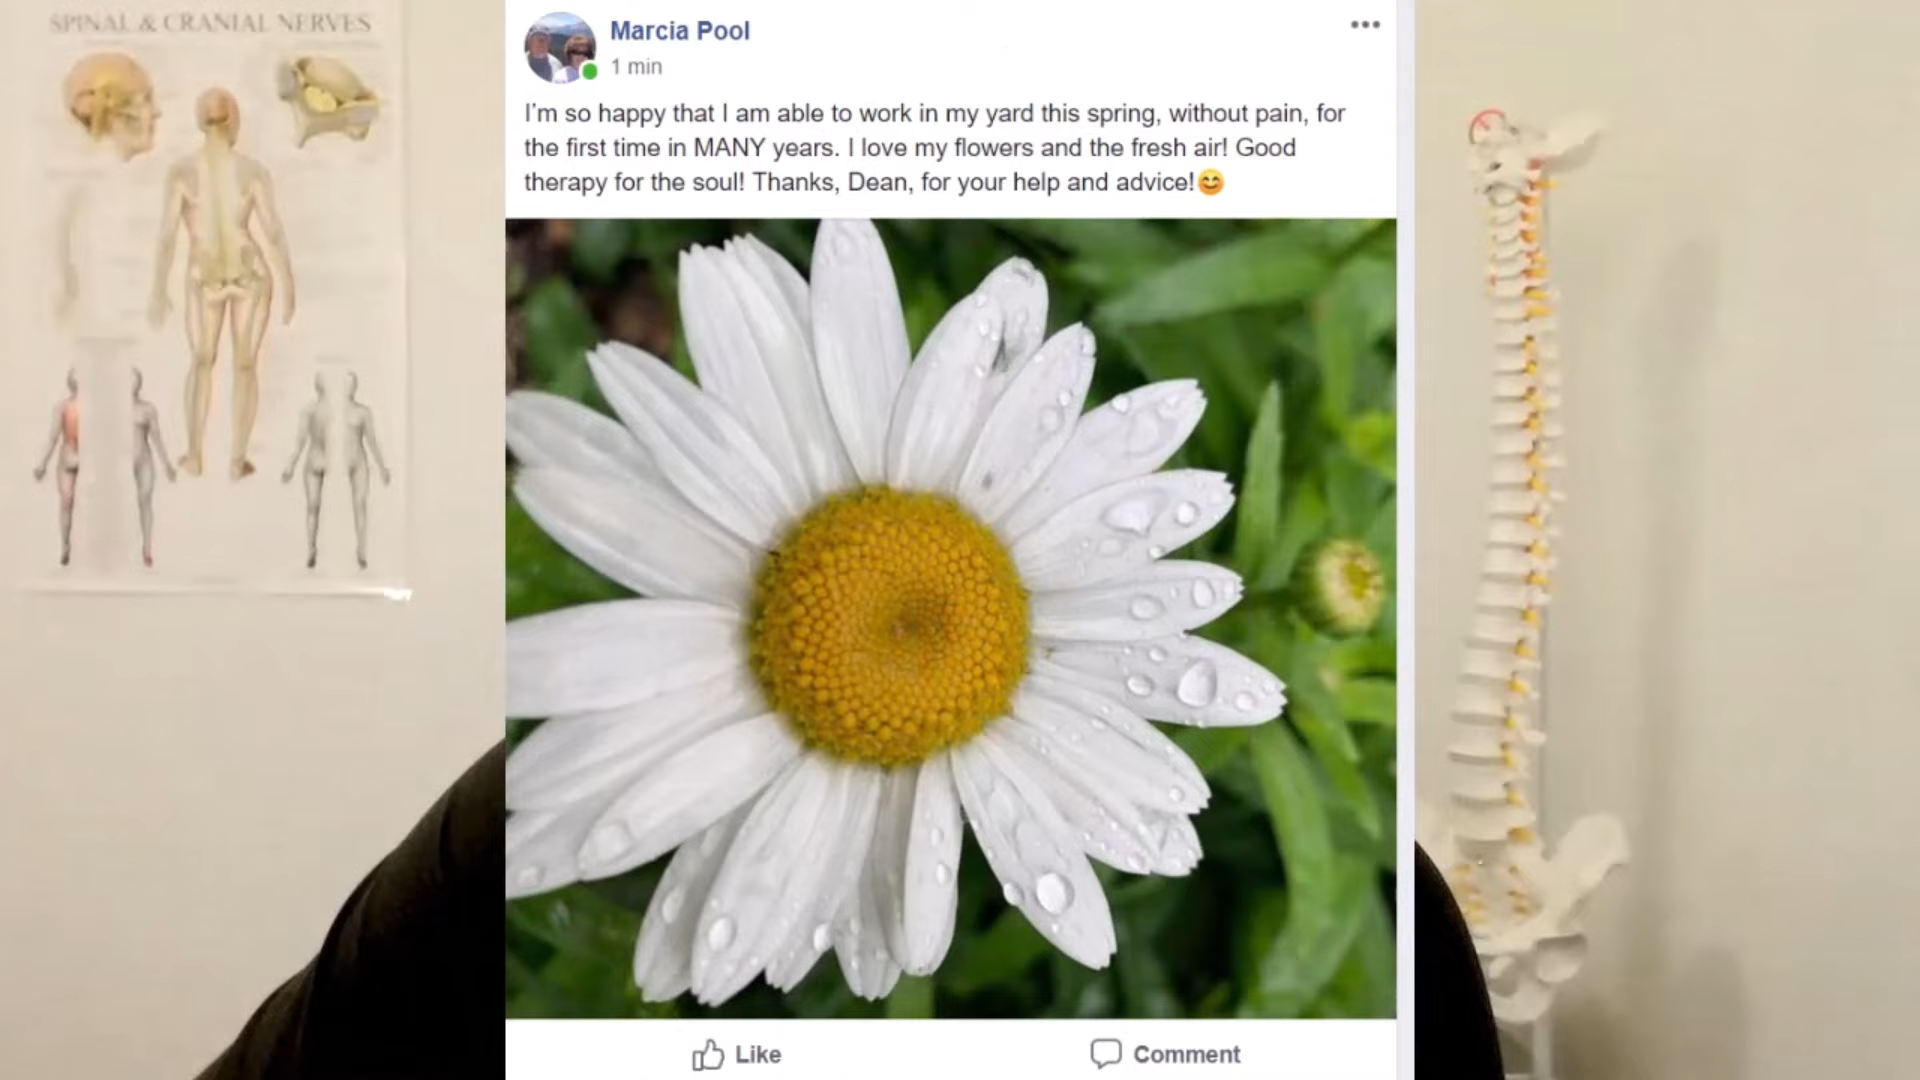 SPINAL & CRANIAL NERVES
Marcia Pool
1 min
I'm so happy that I am able to work in my yard this spring, without pain, for
the first time in MANY years. I love my flowers and the fresh air! Good
therapy for the soul! Thanks, Dean, for your help and advice!😊
Like
Comment